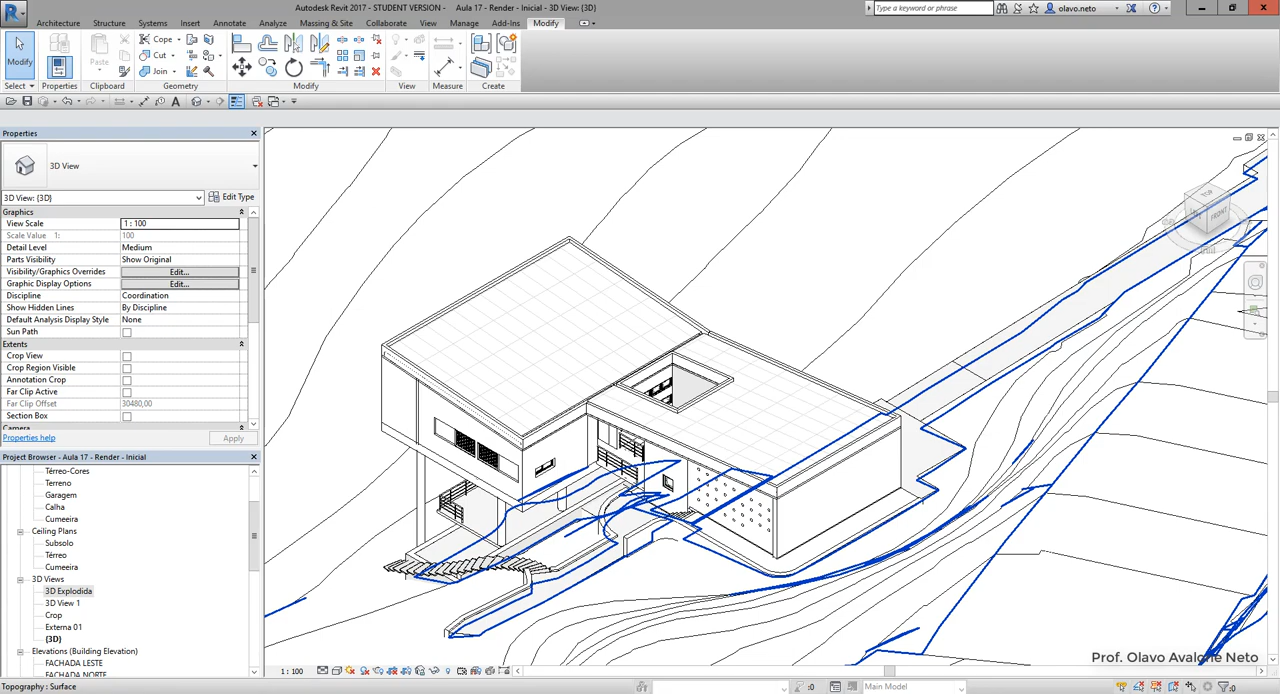 Autodesk Revit 2017 - STUDENT VERSION - Aula 17 - Render - Inicial - 3D View: {3D}
Type a keyword or phrase
olavo.neto
Architecture Structure Systems Insert Annotate Analyze Massing & Site Collaborate View Manage Add-Ins Modify
Modify
Paste
Cope
Cut
Join
Select Properties Clipboard Geometry Modify View Measure Create
Properties
3D View
3D View: {3D} Edit Type
Graphics
View Scale 1 : 100
Scale Value 1: 100
Detail Level Medium
Parts Visibility Show Original
Visibility/Graphics Overrides Edit...
Graphic Display Options Edit...
Discipline Coordination
Show Hidden Lines By Discipline
Default Analysis Display Style None
Sun Path
Extents
Crop View
Crop Region Visible
Annotation Crop
Far Clip Active
Far Clip Offset 30480,00
Section Box
Camera
Properties help Apply
Project Browser - Aula 17 - Render - Inicial
Térreo-Cores
Terreno
Garagem
Calha
Cumeeira
Ceiling Plans
Subsolo
Térreo
Cumeeira
3D Views
3D Explodida
3D View 1
Crop
Externa 01
{3D}
Elevations (Building Elevation)
FACHADA LESTE
FACHADA NORTE
TOP
FRONT
1 : 100
Prof. Olavo Avalone Neto
Topography : Surface
:0
Main Model
:0